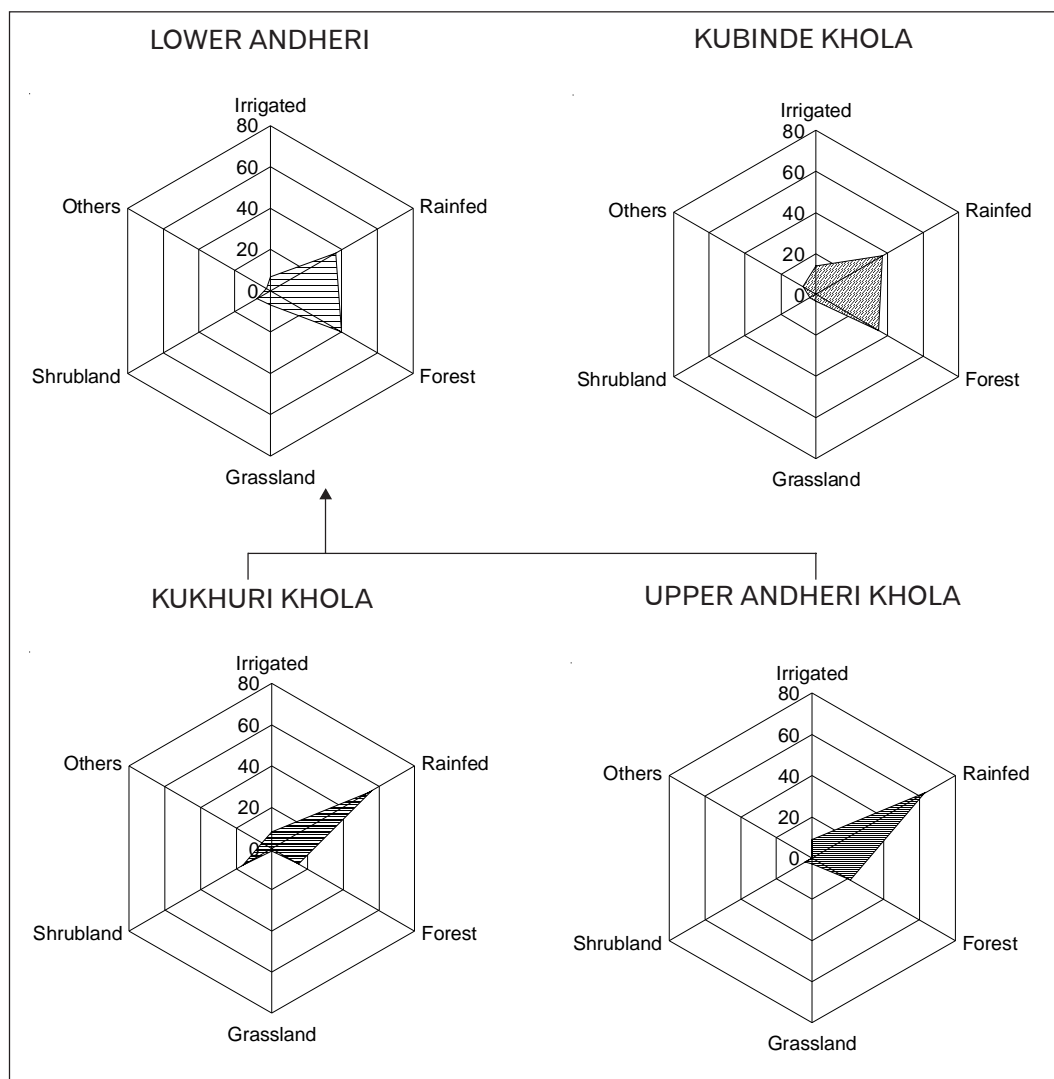 LOWER ANDHERI
Irrigated
80
60
40
20
0
Others
Rainfed
Shrubland
Forest
Grassland
KUBINDE KHOLA
Irrigated
80
60
40
20
0
Others
Rainfed
Shrubland
Forest
Grassland
KUKHURI KHOLA
Irrigated
80
60
40
20
0
Others
Rainfed
Shrubland
Forest
Grassland
UPPER ANDHERI KHOLA
Irrigated
80
60
40
20
0
Others
Rainfed
Shrubland
Forest
Grassland